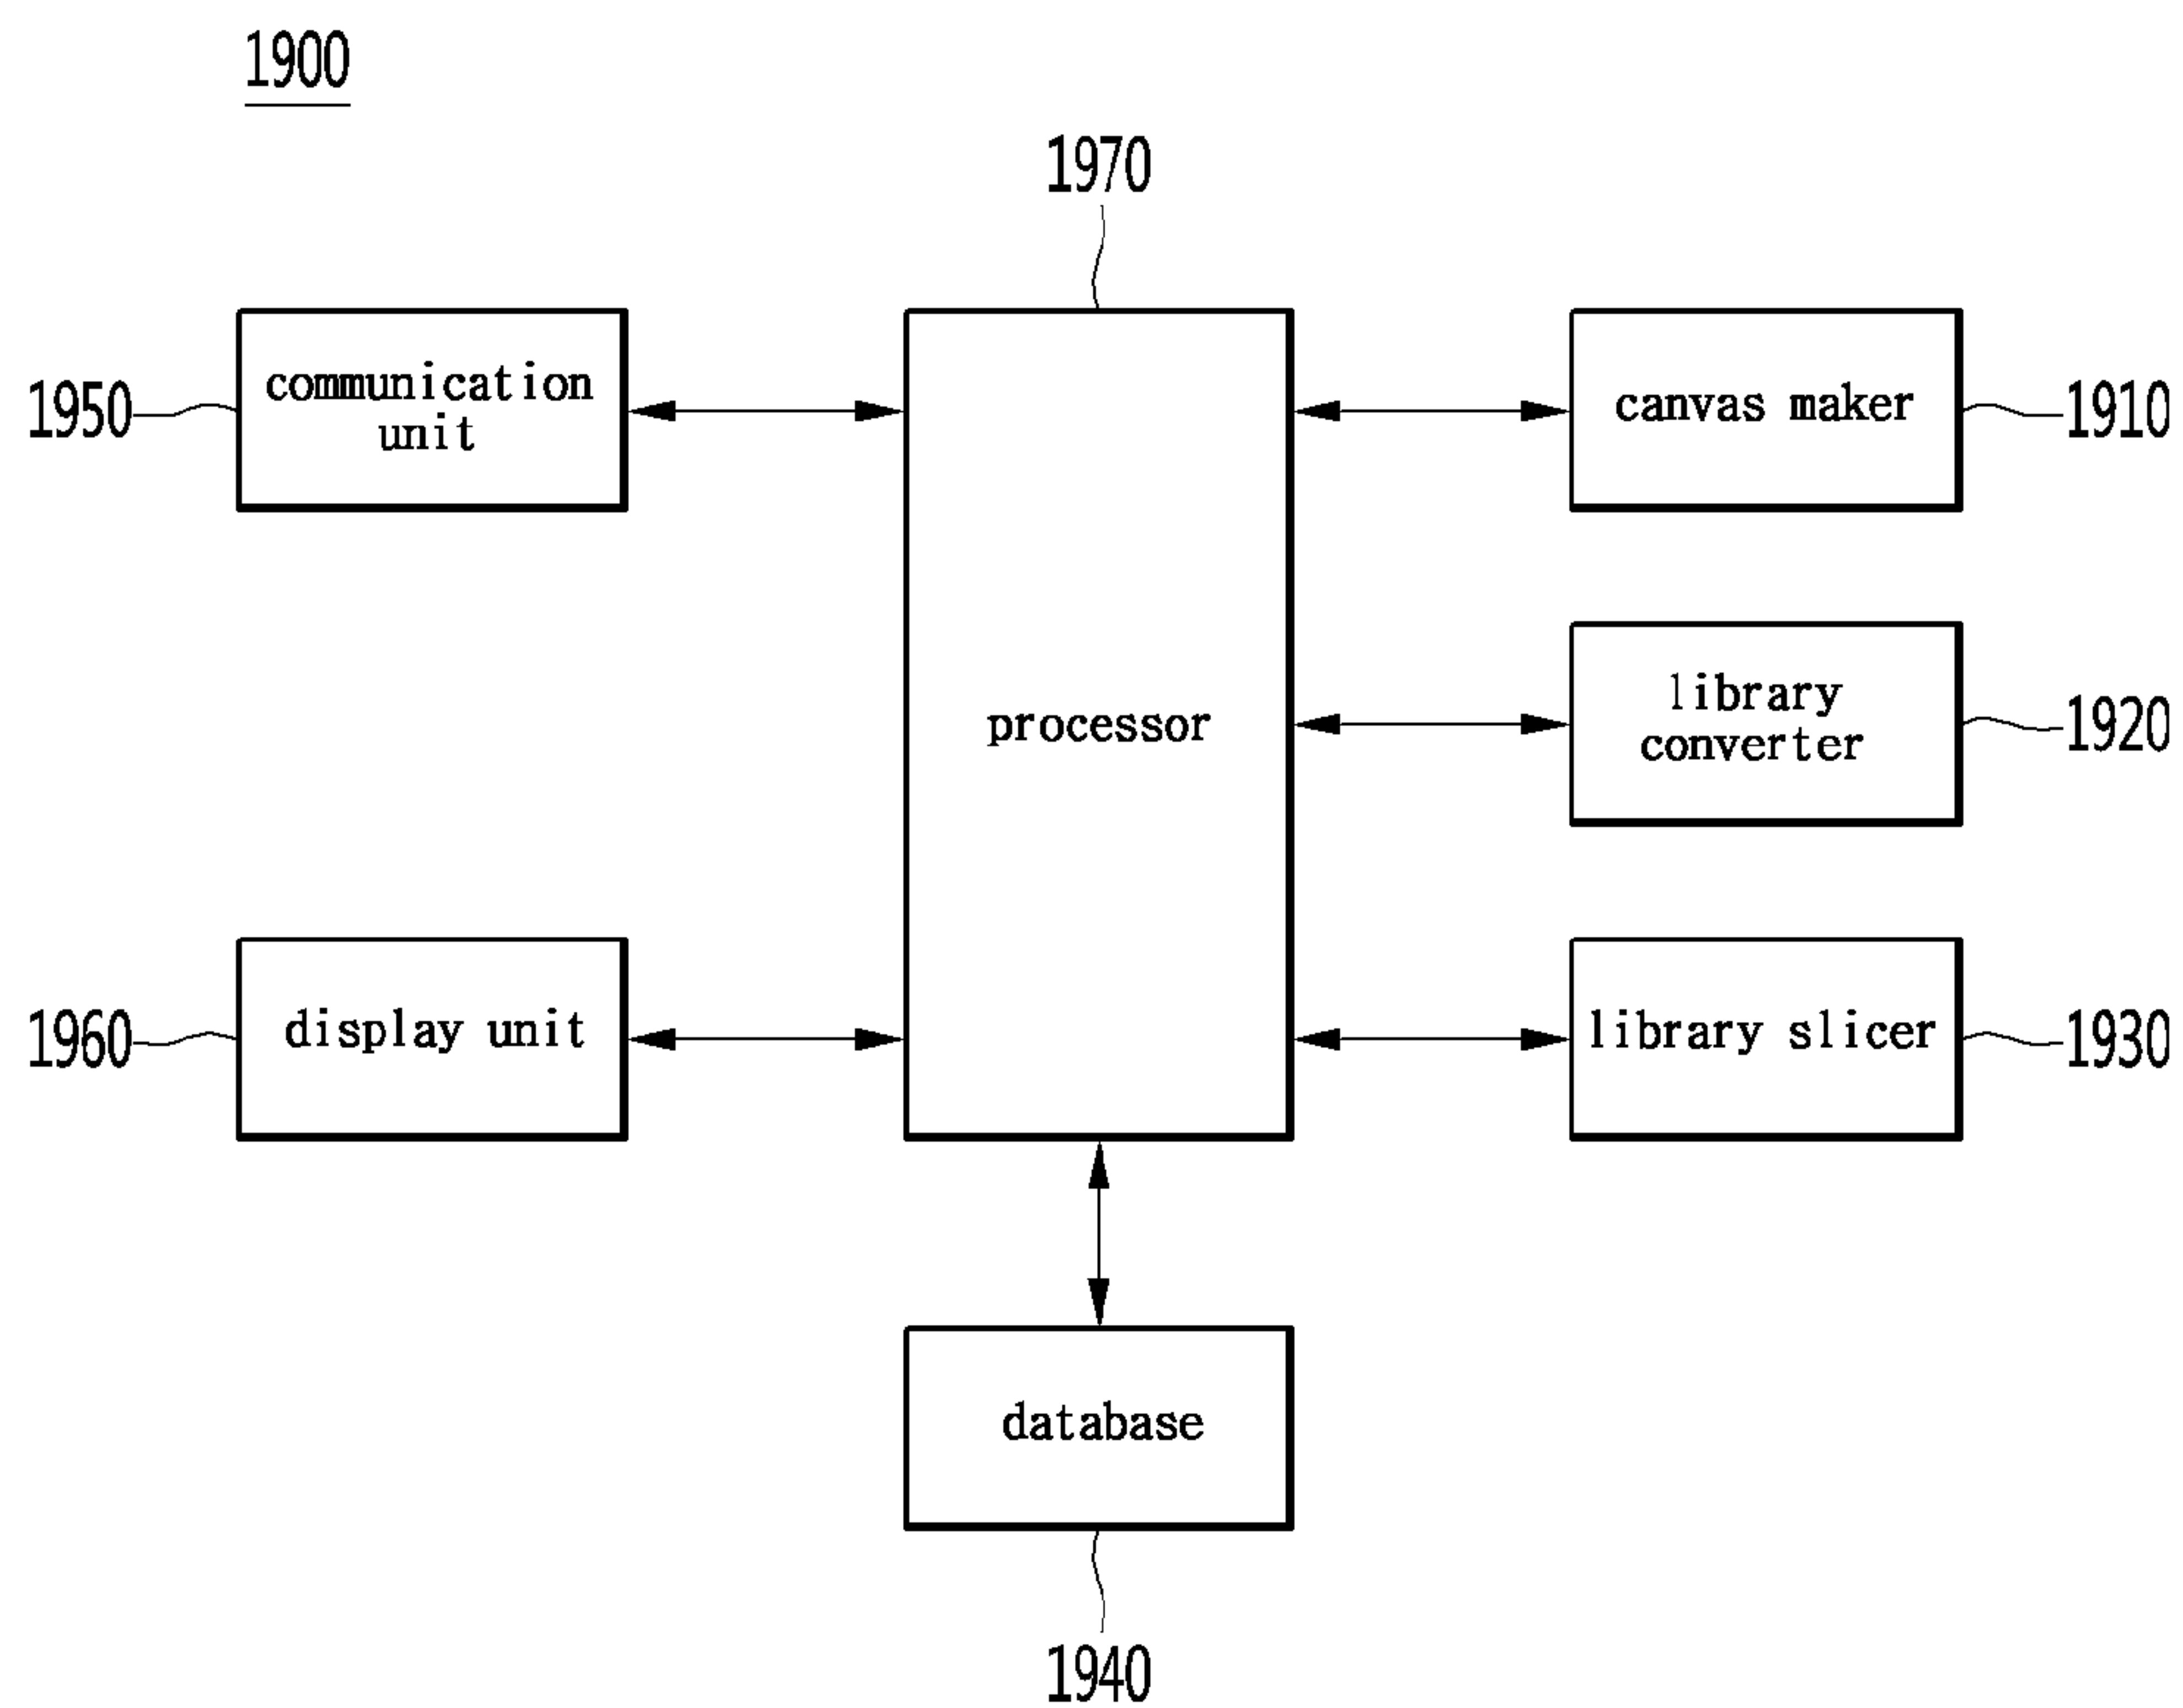 1900
1970
communication
unit
1950
canvas maker
1910
processor
library
converter
1920
display unit
1960
library slicer
1930
database
1940